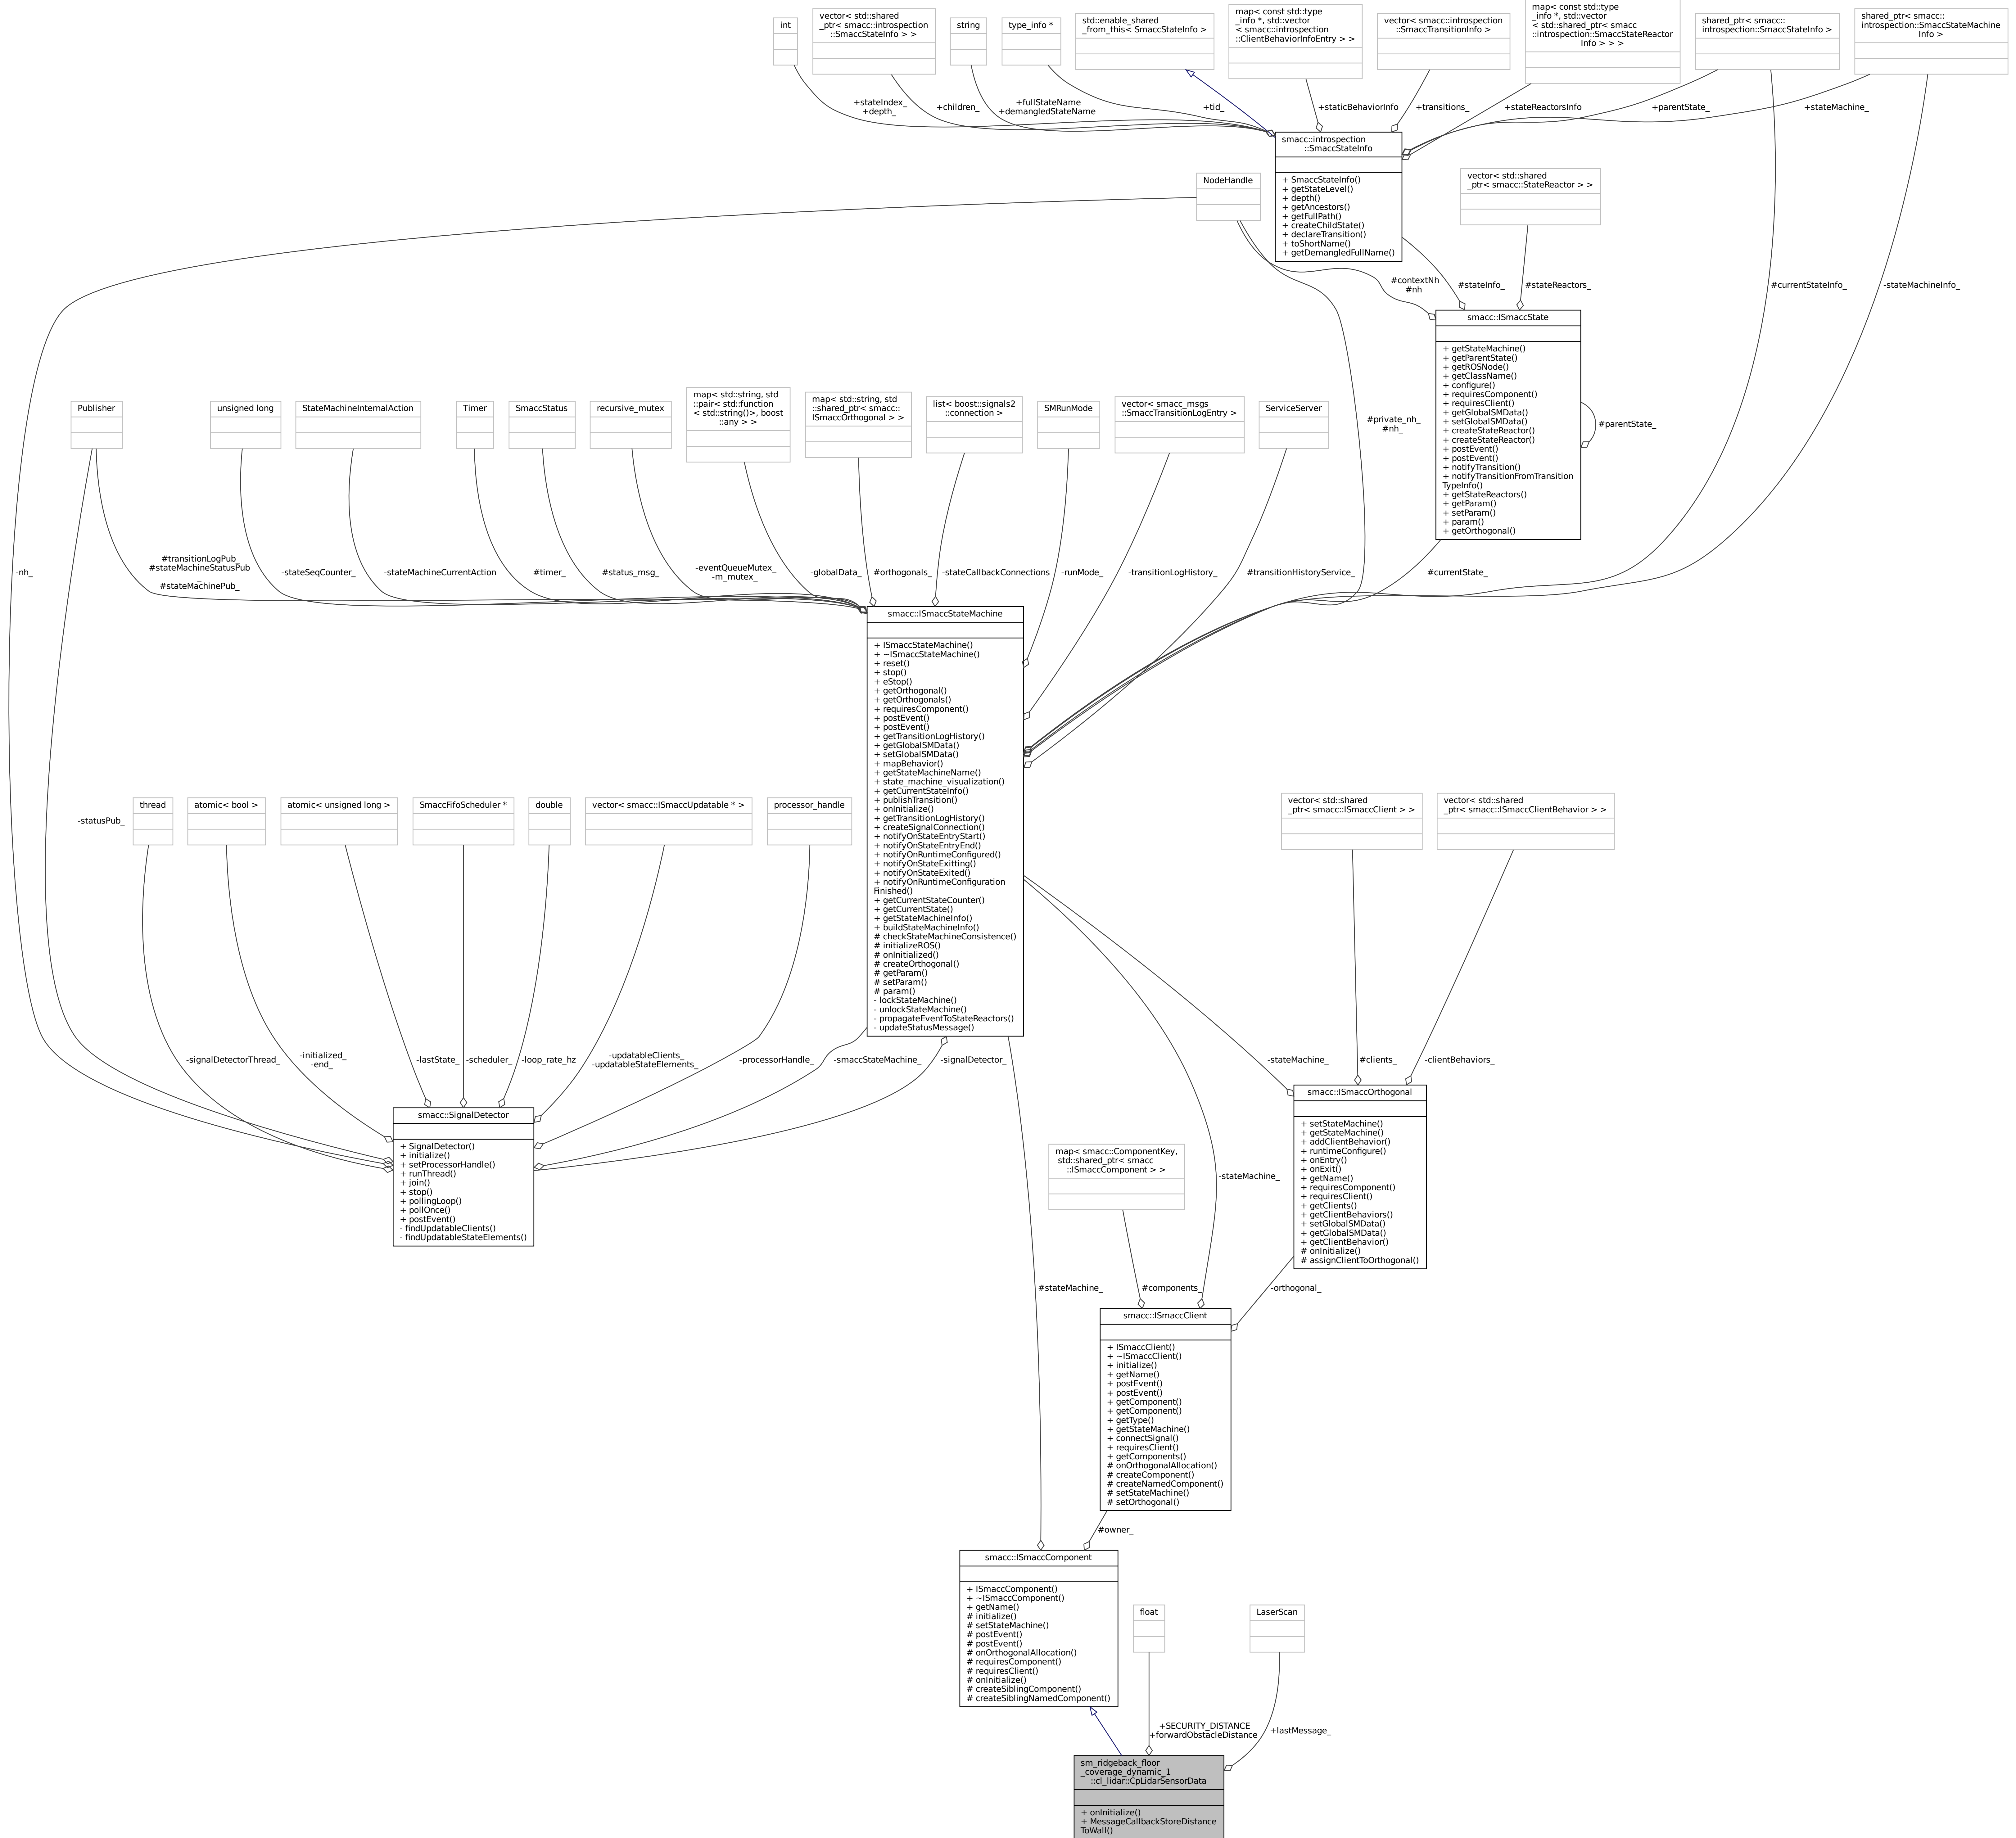 int
vector< std::shared
_ptr< smacc::introspection
::SmaccStateInfo > >
string
type_info *
std::enable_shared
_from_this< SmaccStateInfo >
map< const std::type
_info *, std::vector
< smacc::introspection
::ClientBehaviorInfoEntry > >
vector< smacc::introspection
::SmaccTransitionInfo >
map< const std::type
_info *, std::vector
< std::shared_ptr< smacc
::introspection::SmaccStateReactor
Info > > >
shared_ptr< smacc::
introspection::SmaccStateInfo >
shared_ptr< smacc::
introspection::SmaccStateMachine
Info >
+stateIndex_
+depth_
+children_
+fullStateName
+demangledStateName
+tid_
+staticBehaviorInfo
+transitions_
+stateReactorsInfo
+parentState_
+stateMachine_
smacc::introspection
::SmaccStateInfo
+ SmaccStateInfo()
+ getStateLevel()
+ depth()
+ getAncestors()
+ getFullPath()
+ createChildState()
+ declareTransition()
+ toShortName()
+ getDemangledFullName()
NodeHandle
vector< std::shared
_ptr< smacc::StateReactor > >
#contextNh
#nh
#stateInfo_
#stateReactors_
#currentStateInfo_
-stateMachineInfo_
smacc::ISmaccState
+ getStateMachine()
+ getParentState()
+ getROSNode()
+ getClassName()
+ configure()
+ requiresComponent()
+ requiresClient()
+ getGlobalSMData()
+ setGlobalSMData()
+ createStateReactor()
+ createStateReactor()
+ postEvent()
+ postEvent()
+ notifyTransition()
+ notifyTransitionFromTransition
TypeInfo()
+ getStateReactors()
+ getParam()
+ setParam()
+ param()
+ getOrthogonal()
#parentState_
Publisher
unsigned long
StateMachineInternalAction
Timer
SmaccStatus
recursive_mutex
map< std::string, std
::pair< std::function
< std::string()>, boost
::any > >
map< std::string, std
::shared_ptr< smacc::
ISmaccOrthogonal > >
list< boost::signals2
::connection >
SMRunMode
vector< smacc_msgs
::SmaccTransitionLogEntry >
ServiceServer
#private_nh_
#nh_
-nh_
#transitionLogPub_
#stateMachineStatusPub
_
#stateMachinePub_
-stateSeqCounter_
-stateMachineCurrentAction
#timer_
#status_msg_
-eventQueueMutex_
-m_mutex_
-globalData_
#orthogonals_
-stateCallbackConnections
-runMode_
-transitionLogHistory_
#transitionHistoryService_
#currentState_
smacc::ISmaccStateMachine
+ ISmaccStateMachine()
+ ~ISmaccStateMachine()
+ reset()
+ stop()
+ eStop()
+ getOrthogonal()
+ getOrthogonals()
+ requiresComponent()
+ postEvent()
+ postEvent()
+ getTransitionLogHistory()
+ getGlobalSMData()
+ setGlobalSMData()
+ mapBehavior()
+ getStateMachineName()
+ state_machine_visualization()
+ getCurrentStateInfo()
+ publishTransition()
+ onInitialize()
+ getTransitionLogHistory()
+ createSignalConnection()
+ notifyOnStateEntryStart()
+ notifyOnStateEntryEnd()
+ notifyOnRuntimeConfigured()
+ notifyOnStateExitting()
+ notifyOnStateExited()
+ notifyOnRuntimeConfiguration
Finished()
+ getCurrentStateCounter()
+ getCurrentState()
+ getStateMachineInfo()
+ buildStateMachineInfo()
# checkStateMachineConsistence()
# initializeROS()
# onInitialized()
# createOrthogonal()
# getParam()
# setParam()
# param()
- lockStateMachine()
- unlockStateMachine()
- propagateEventToStateReactors()
- updateStatusMessage()
-statusPub_
thread
atomic< bool >
atomic< unsigned long >
SmaccFifoScheduler *
double
vector< smacc::ISmaccUpdatable * >
processor_handle
vector< std::shared
_ptr< smacc::ISmaccClient > >
vector< std::shared
_ptr< smacc::ISmaccClientBehavior > >
-signalDetectorThread_
-initialized_
-end_
-lastState_
-scheduler_
-loop_rate_hz
-updatableClients_
-updatableStateElements_
-processorHandle_
-smaccStateMachine_
-signalDetector_
-stateMachine_
#clients_
-clientBehaviors_
smacc::SignalDetector
+ SignalDetector()
+ initialize()
+ setProcessorHandle()
+ runThread()
+ join()
+ stop()
+ pollingLoop()
+ pollOnce()
+ postEvent()
- findUpdatableClients()
- findUpdatableStateElements()
smacc::ISmaccOrthogonal
+ setStateMachine()
+ getStateMachine()
+ addClientBehavior()
+ runtimeConfigure()
+ onEntry()
+ onExit()
+ getName()
+ requiresComponent()
+ requiresClient()
+ getClients()
+ getClientBehaviors()
+ setGlobalSMData()
+ getGlobalSMData()
+ getClientBehavior()
# onInitialize()
# assignClientToOrthogonal()
map< smacc::ComponentKey,
std::shared_ptr< smacc
::ISmaccComponent > >
-stateMachine_
#stateMachine_
#components_
-orthogonal_
smacc::ISmaccClient
+ ISmaccClient()
+ ~ISmaccClient()
+ initialize()
+ getName()
+ postEvent()
+ postEvent()
+ getComponent()
+ getComponent()
+ getType()
+ getStateMachine()
+ connectSignal()
+ requiresClient()
+ getComponents()
# onOrthogonalAllocation()
# createComponent()
# createNamedComponent()
# setStateMachine()
# setOrthogonal()
#owner_
smacc::ISmaccComponent
+ ISmaccComponent()
+ ~ISmaccComponent()
+ getName()
# initialize()
# setStateMachine()
# postEvent()
# postEvent()
# onOrthogonalAllocation()
# requiresComponent()
# requiresClient()
# onInitialize()
# createSiblingComponent()
# createSiblingNamedComponent()
float
LaserScan
+SECURITY_DISTANCE
+forwardObstacleDistance
+lastMessage_
sm_ridgeback_floor
_coverage_dynamic_1
::cl_lidar::CpLidarSensorData
+ onInitialize()
+ MessageCallbackStoreDistance
ToWall()